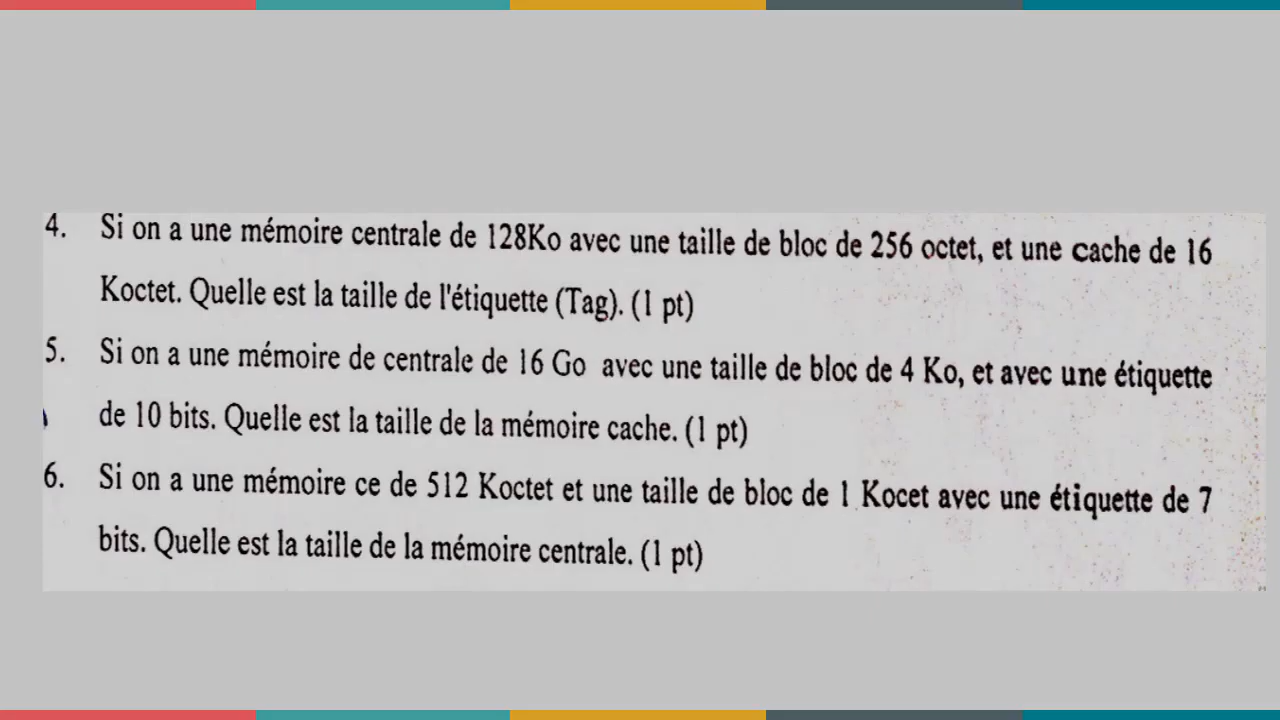 4. Si on a une mémoire centrale de 128Ko avec une taille de bloc de 256 octet, et une cache de 16
Koctet. Quelle est la taille de l'étiquette (Tag). (1 pt)
5. Si on a une mémoire de centrale de 16 Go avec une taille de bloc de 4 Ko, et avec une étiquette
de 10 bits. Quelle est la taille de la mémoire cache. (1 pt)
6. Si on a une mémoire ce de 512 Koctet et une taille de bloc de 1 Kocet avec une étiquette de 7
bits. Quelle est la taille de la mémoire centrale. (1 pt)